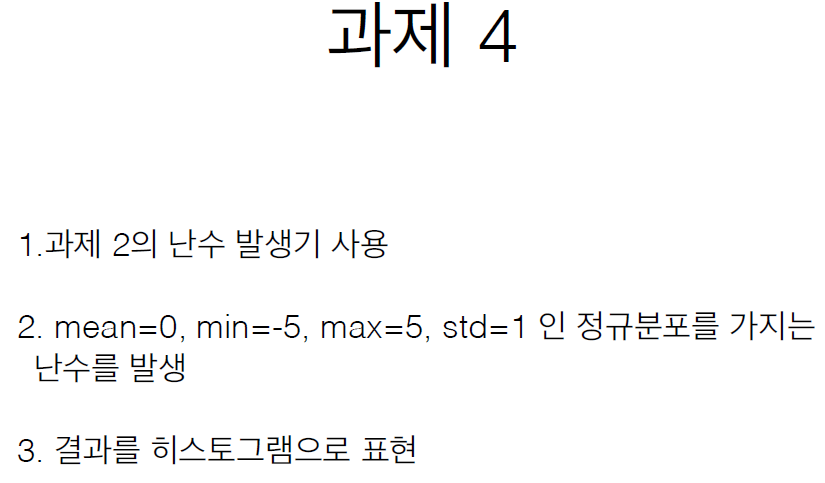 과제 4
1.과제 2의 난수 발생기 사용
2. mean=0, min=-5, max=5, std=1 인 정규분포를 가지는
난수를 발생
3. 결과를 히스토그램으로 표현